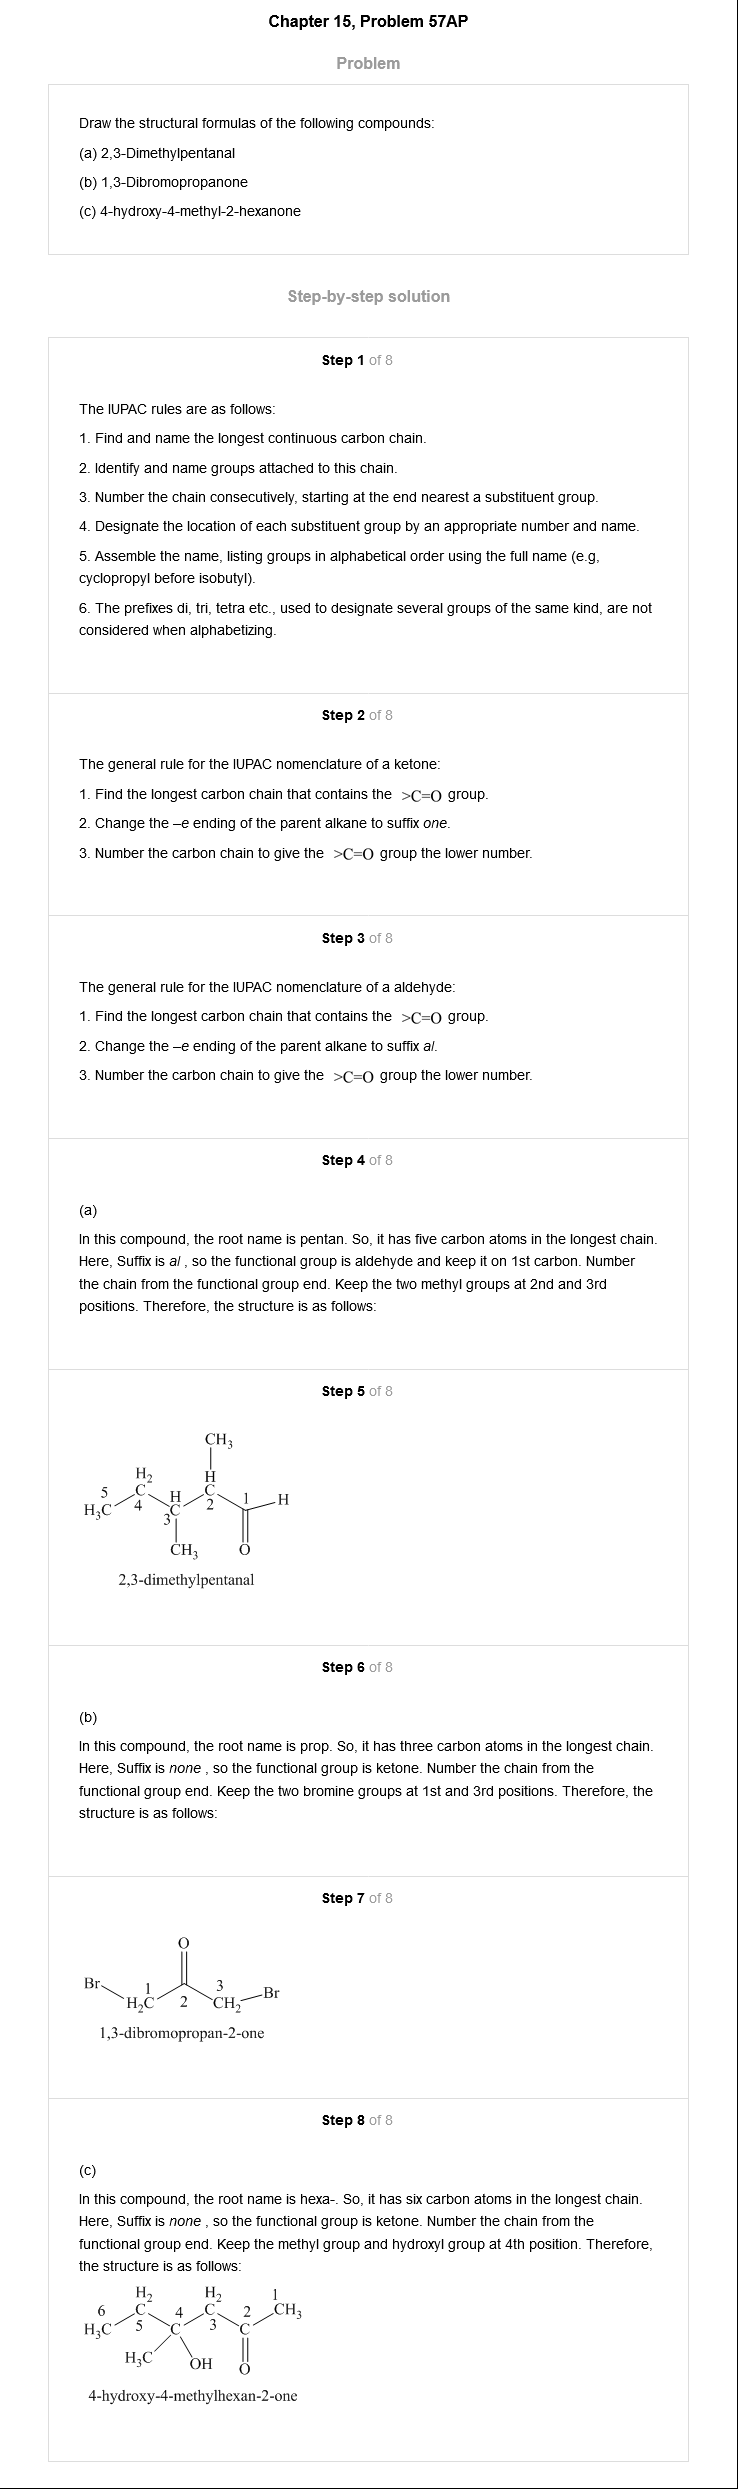 Chapter 15, Problem 57AP
Problem
Draw the structural formulas of the following compounds:
(a) 2,3-Dimethylpentanal
(b) 1,3-Dibromopropanone
(c) 4-hydroxy-4-methyl-2-hexanone
Step-by-step solution
Step 1 of 8
The IUPAC rules are as follows:
1. Find and name the longest continuous carbon chain.
2. Identify and name groups attached to this chain.
3. Number the chain consecutively, starting at the end nearest a substituent group.
4. Designate the location of each substituent group by an appropriate number and name.
5. Assemble the name, listing groups in alphabetical order using the full name (e.g,
cyclopropyl before isobutyl).
6. The prefixes di, tri, tetra etc., used to designate several groups of the same kind, are not
considered when alphabetizing.
Step 2 of 8
The general rule for the IUPAC nomenclature of a ketone:
1. Find the longest carbon chain that contains the >C=O group.
2. Change the –e ending of the parent alkane to suffix one.
3. Number the carbon chain to give the >C=O group the lower number.
Step 3 of 8
The general rule for the IUPAC nomenclature of a aldehyde:
1. Find the longest carbon chain that contains the >C=O group.
2. Change the –e ending of the parent alkane to suffix al.
3. Number the carbon chain to give the >C=O group the lower number.
Step 4 of 8
(a)
In this compound, the root name is pentan. So, it has five carbon atoms in the longest chain.
Here, Suffix is al , so the functional group is aldehyde and keep it on 1st carbon. Number
the chain from the functional group end. Keep the two methyl groups at 2nd and 3rd
positions. Therefore, the structure is as follows:
Step 5 of 8
CH3
H2 H
5 C H C 1 H
H3C 4 C 2
3
CH3 O
2,3-dimethylpentanal
Step 6 of 8
(b)
In this compound, the root name is prop. So, it has three carbon atoms in the longest chain.
Here, Suffix is none , so the functional group is ketone. Number the chain from the
functional group end. Keep the two bromine groups at 1st and 3rd positions. Therefore, the
structure is as follows:
Step 7 of 8
O
Br 1 3 Br
H2C 2 CH2
1,3-dibromopropan-2-one
Step 8 of 8
(c)
In this compound, the root name is hexa-. So, it has six carbon atoms in the longest chain.
Here, Suffix is none , so the functional group is ketone. Number the chain from the
functional group end. Keep the methyl group and hydroxyl group at 4th position. Therefore,
the structure is as follows:
H2 H2 1
6 C 4 C 2 CH3
H3C 5 C 3 C
H3C OH O
4-hydroxy-4-methylhexan-2-one